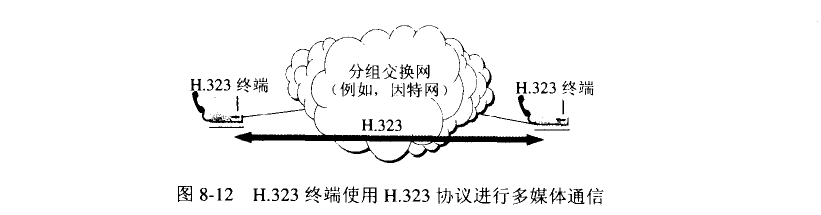 分组交换网
H.323 终端
（例如，因特网）
H.323 终端
H.323
图 8-12 H.323 终端使用 H.323 协议进行多媒体通信